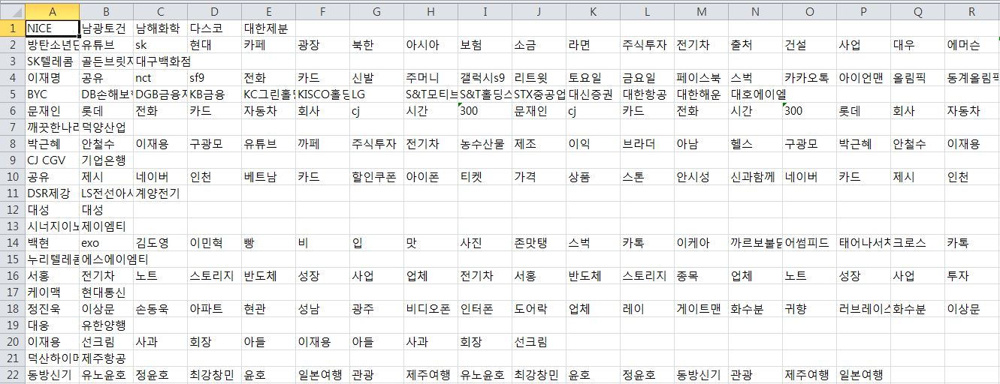 A B C D E F G H I J K L M N O P Q R
1 NICE 남광토건 남해화학 다스코 대한제분
2 방탄소년단 유튜브 sk 현대 카페 광장 북한 아시아 보험 소금 라면 주식투자 전기차 출처 건설 사업 대우 에머슨
3 SK텔레콤 골든브릿지 대구백화점
4 이재명 공유 nct sf9 전화 카드 신발 주머니 갤럭시s9 리트윗 토요일 금요일 페이스북 스벅 카카오톡 아이언맨 올림픽 동계올림픽
5 BYC DB손해보험 DGB금융지 KB금융 KC그린홀딩 KISCO홀딩 LG S&T모티브 S&T홀딩스 STX중공업 대신증권 대한항공 대한해운 대호에이엘
6 문재인 롯데 전화 카드 자동차 회사 cj 시간 300 문재인 cj 카드 전화 시간 300 롯데 회사 자동차
7 깨끗한나라 덕양산업
8 박근혜 안철수 이재용 구광모 유튜브 까페 주식투자 전기차 농수산물 제조 이익 브라더 아남 헬스 구광모 박근혜 안철수 이재용
9 CJ CGV 기업은행
10 공유 제시 네이버 인천 베트남 카드 할인쿠폰 아이폰 티켓 가격 상품 스톤 안시성 신과함께 네이버 카드 제시 인천
11 DSR제강 LS전선아시 계양전기
12 대성 대성
13 시너지이노 제이엠티
14 백현 exo 김도영 이민혁 빵 비 입 맛 사진 존맛탱 스벅 카톡 이케아 까르보불닭 어썸피드 태어나서처 크로스 카톡
15 누리텔레콤 에스에이엠티
16 서홍 전기차 노트 스토리지 반도체 성장 사업 업체 전기차 서홍 반도체 스토리지 종목 업체 노트 성장 사업 투자
17 케이맥 현대통신
18 정진욱 이상문 손동욱 아파트 현관 성남 광주 비디오폰 인터폰 도어락 업체 레이 게이트맨 화수분 귀향 러브레이스 화수분 이상문
19 대웅 유한양행
20 이재용 선크림 사과 회장 아들 이재용 아들 사과 회장 선크림
21 덕산하이메 제주항공
22 동방신기 유노윤호 정윤호 최강창민 윤호 일본여행 관광 제주여행 유노윤호 최강창민 윤호 정윤호 동방신기 관광 제주여행 일본여행